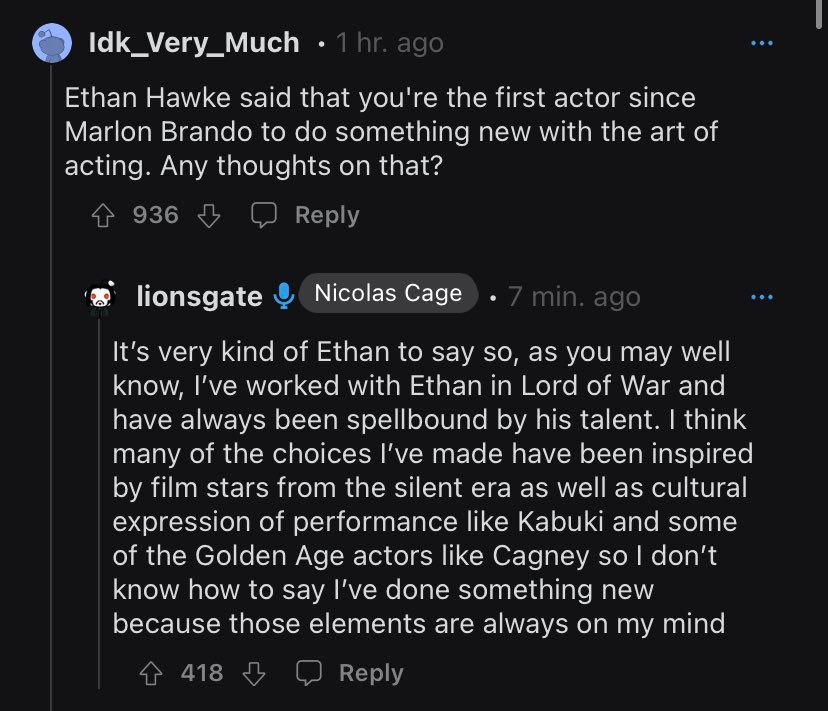 Idk_Very_Much • 1 hr. ago
Ethan Hawke said that you're the first actor since
Marlon Brando to do something new with the art of
acting. Any thoughts on that?
936 Reply
lionsgate Nicolas Cage • 7 min. ago
It’s very kind of Ethan to say so, as you may well
know, I’ve worked with Ethan in Lord of War and
have always been spellbound by his talent. I think
many of the choices I’ve made have been inspired
by film stars from the silent era as well as cultural
expression of performance like Kabuki and some
of the Golden Age actors like Cagney so I don’t
know how to say I’ve done something new
because those elements are always on my mind
418 Reply